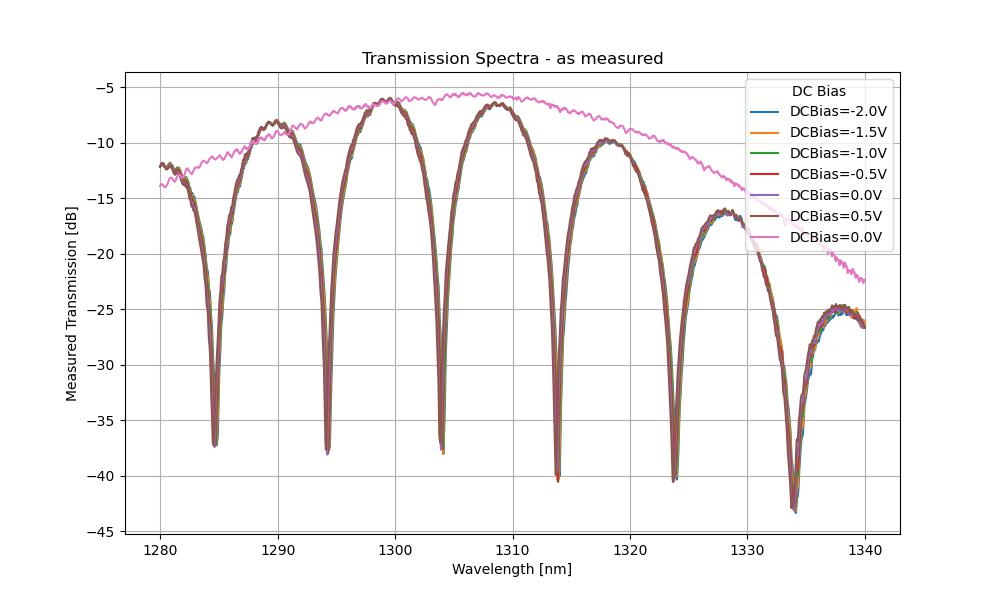 Transmission Spectra - as measured
DC Bias
DCBias=-2.0V
DCBias=-1.5V
DCBias=-1.0V
DCBias=-0.5V
DCBias=0.0V
DCBias=0.5V
DCBias=0.0V
Measured Transmission [dB]
−5
−10
−15
−20
−25
−30
−35
−40
−45
1280
1290
1300
1310
1320
1330
1340
Wavelength [nm]